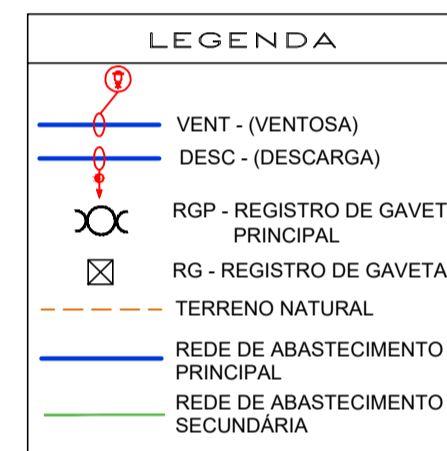 LEGENDA
VENT - (VENTOSA)
DESC - (DESCARGA)
RGP - REGISTRO DE GAVET
PRINCIPAL
RG - REGISTRO DE GAVETA
TERRENO NATURAL
REDE DE ABASTECIMENTO
PRINCIPAL
REDE DE ABASTECIMENTO
SECUNDÁRIA